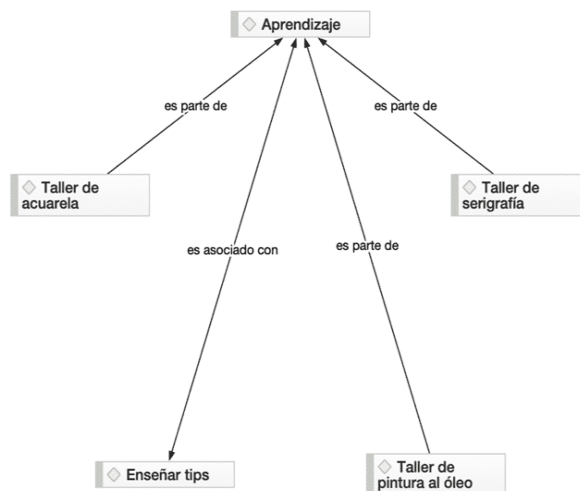 Aprendizaje
es parte de
es parte de
Taller de
acuarela
Taller de
serigrafía
es asociado con
es parte de
Enseñar tips
Taller de
pintura al óleo